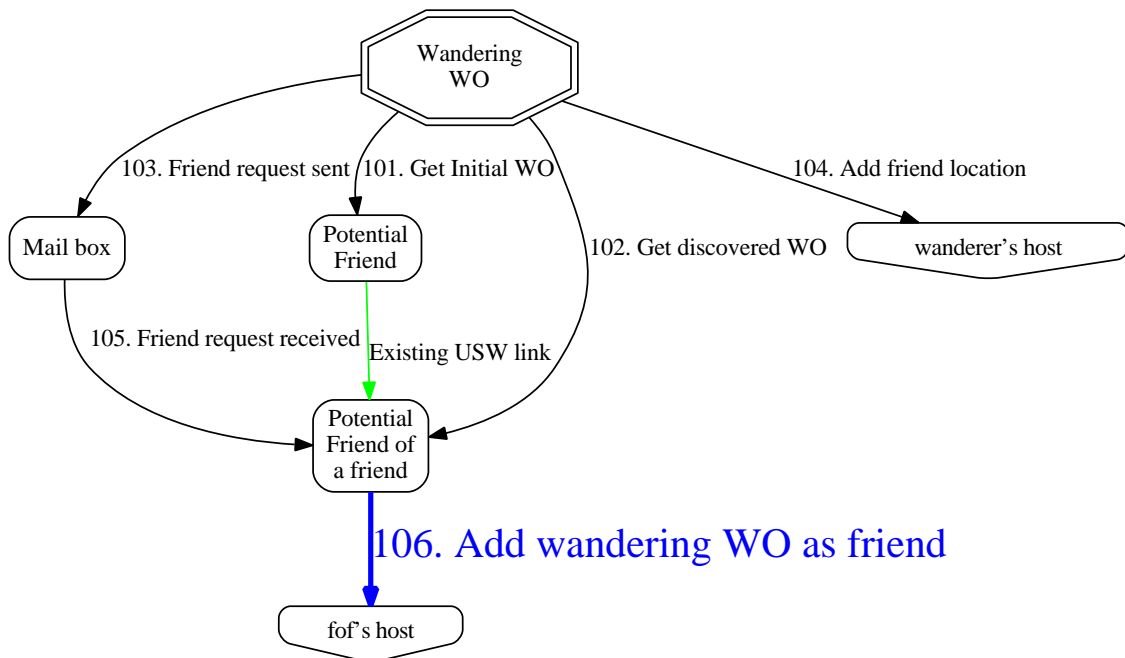 Wandering
WO
103. Friend request sent
101. Get Initial WO
104. Add friend location
Mail box
Potential
Friend
102. Get discovered WO
wanderer's host
105. Friend request received
Existing USW link
Potential
Friend of
a friend
106. Add wandering WO as friend
fof's host